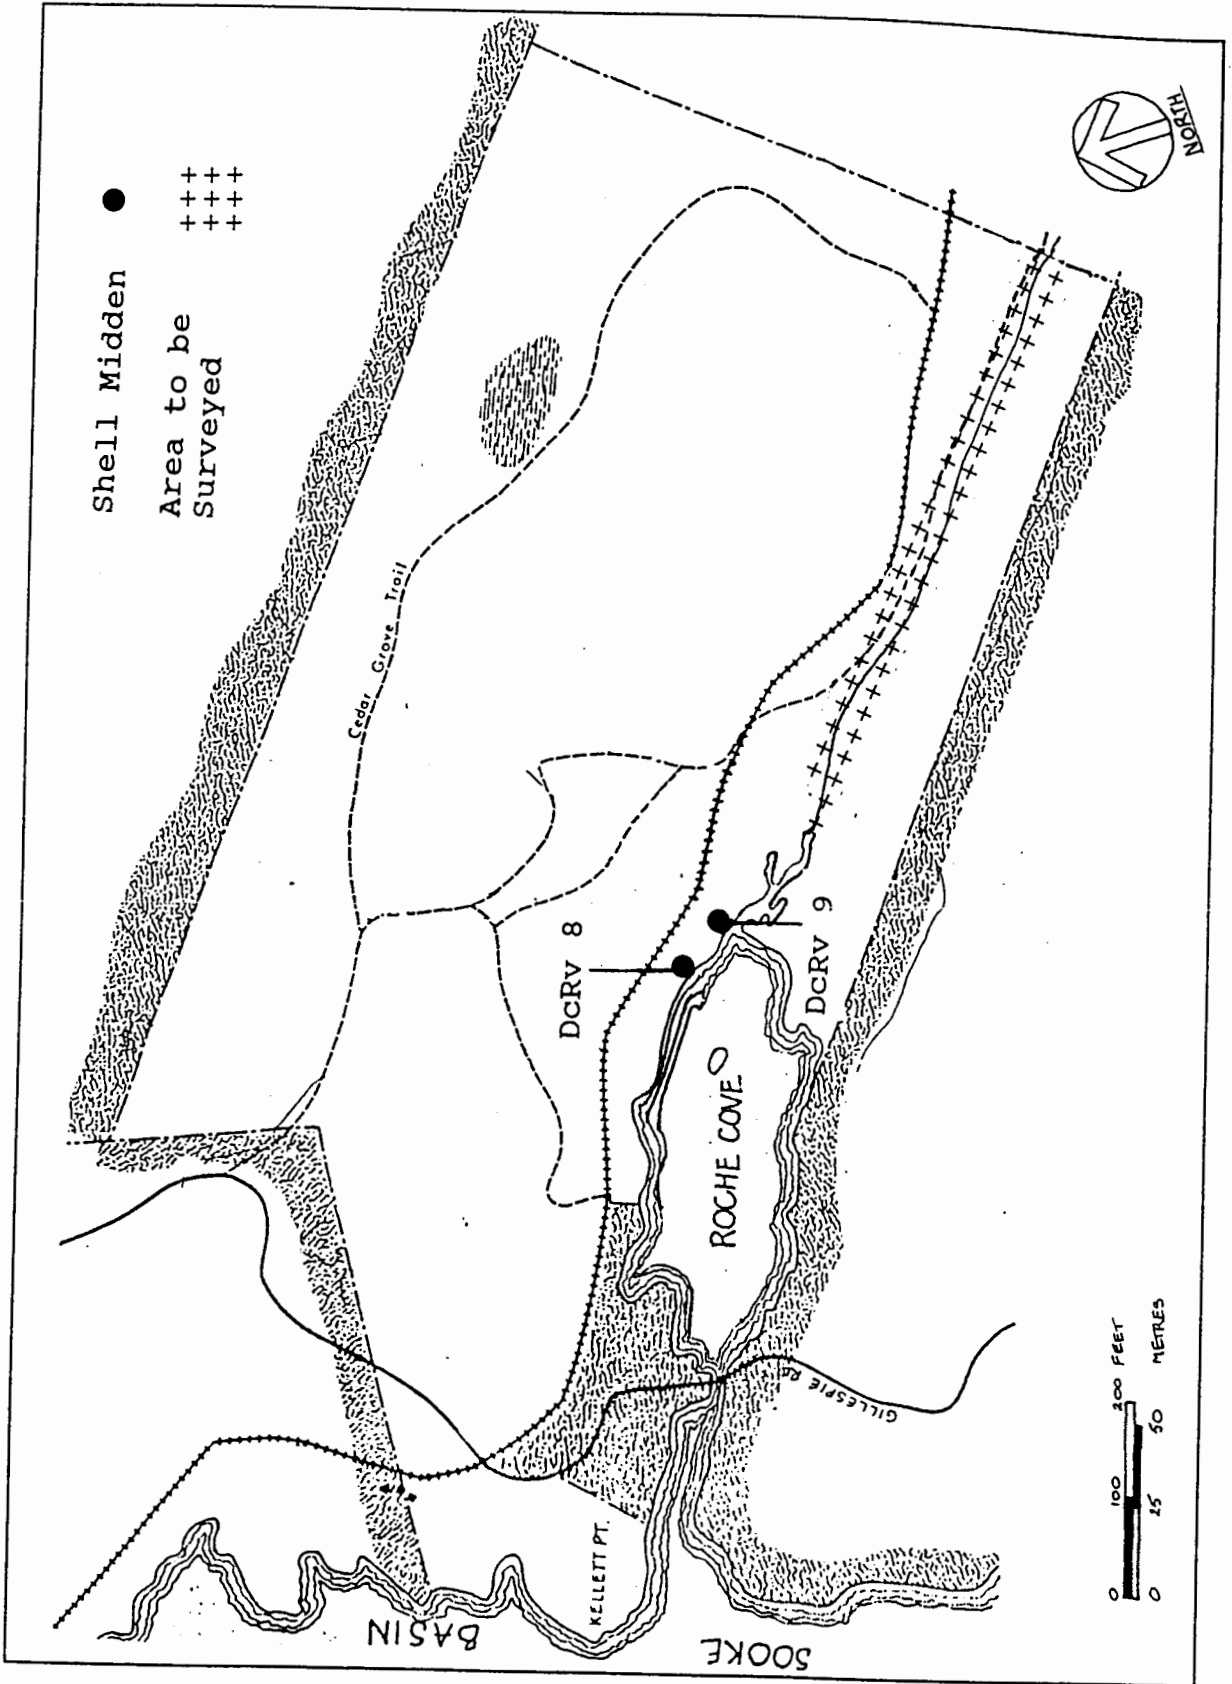 Shell Midden
Area to be
Surveyed
NORTH
Cedar Grove Trail
DcRv 8
DcRv 9
ROCHE COVE
GILLESPIE RD
KELLETT PT.
SOOKE
BASIN
0 100 200 FEET
0 25 50 METRES